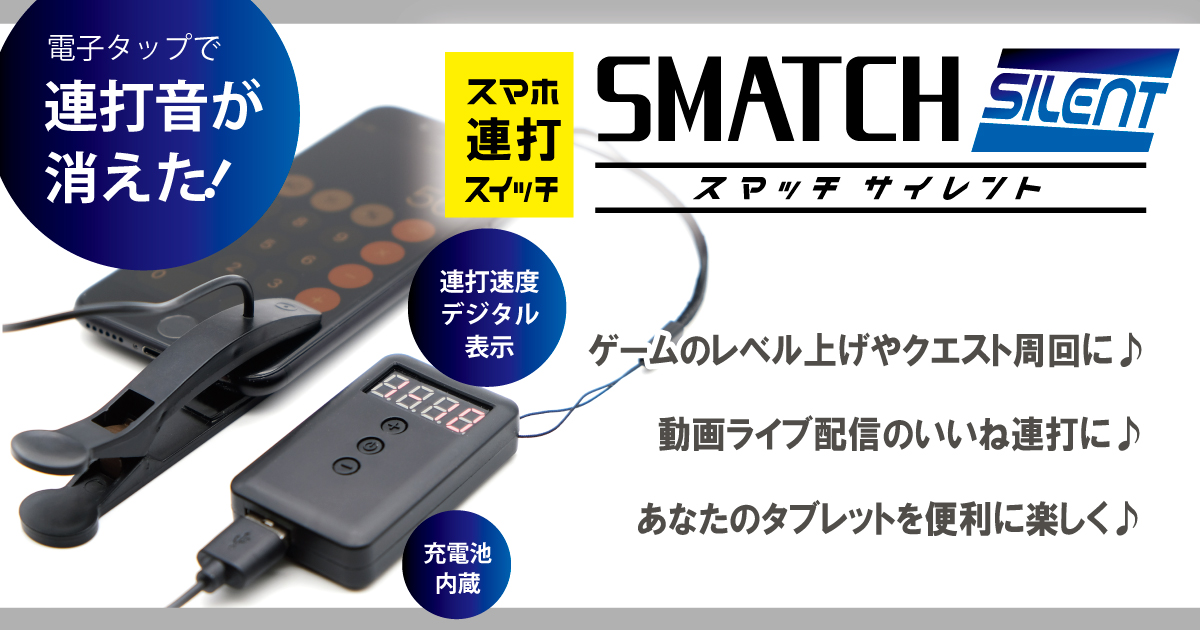 電子タップで
連打音が
消えた!
スマホ
連打
スイッチ
SMATCH SILENT
スマッチ サイレント
連打速度
デジタル
表示
ゲームのレベル上げやクエスト周回に♪
動画ライブ配信のいいね連打に♪
あなたのタブレットを便利に楽しく♪
充電池
内蔵